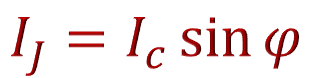 I_J = I_c sin φ